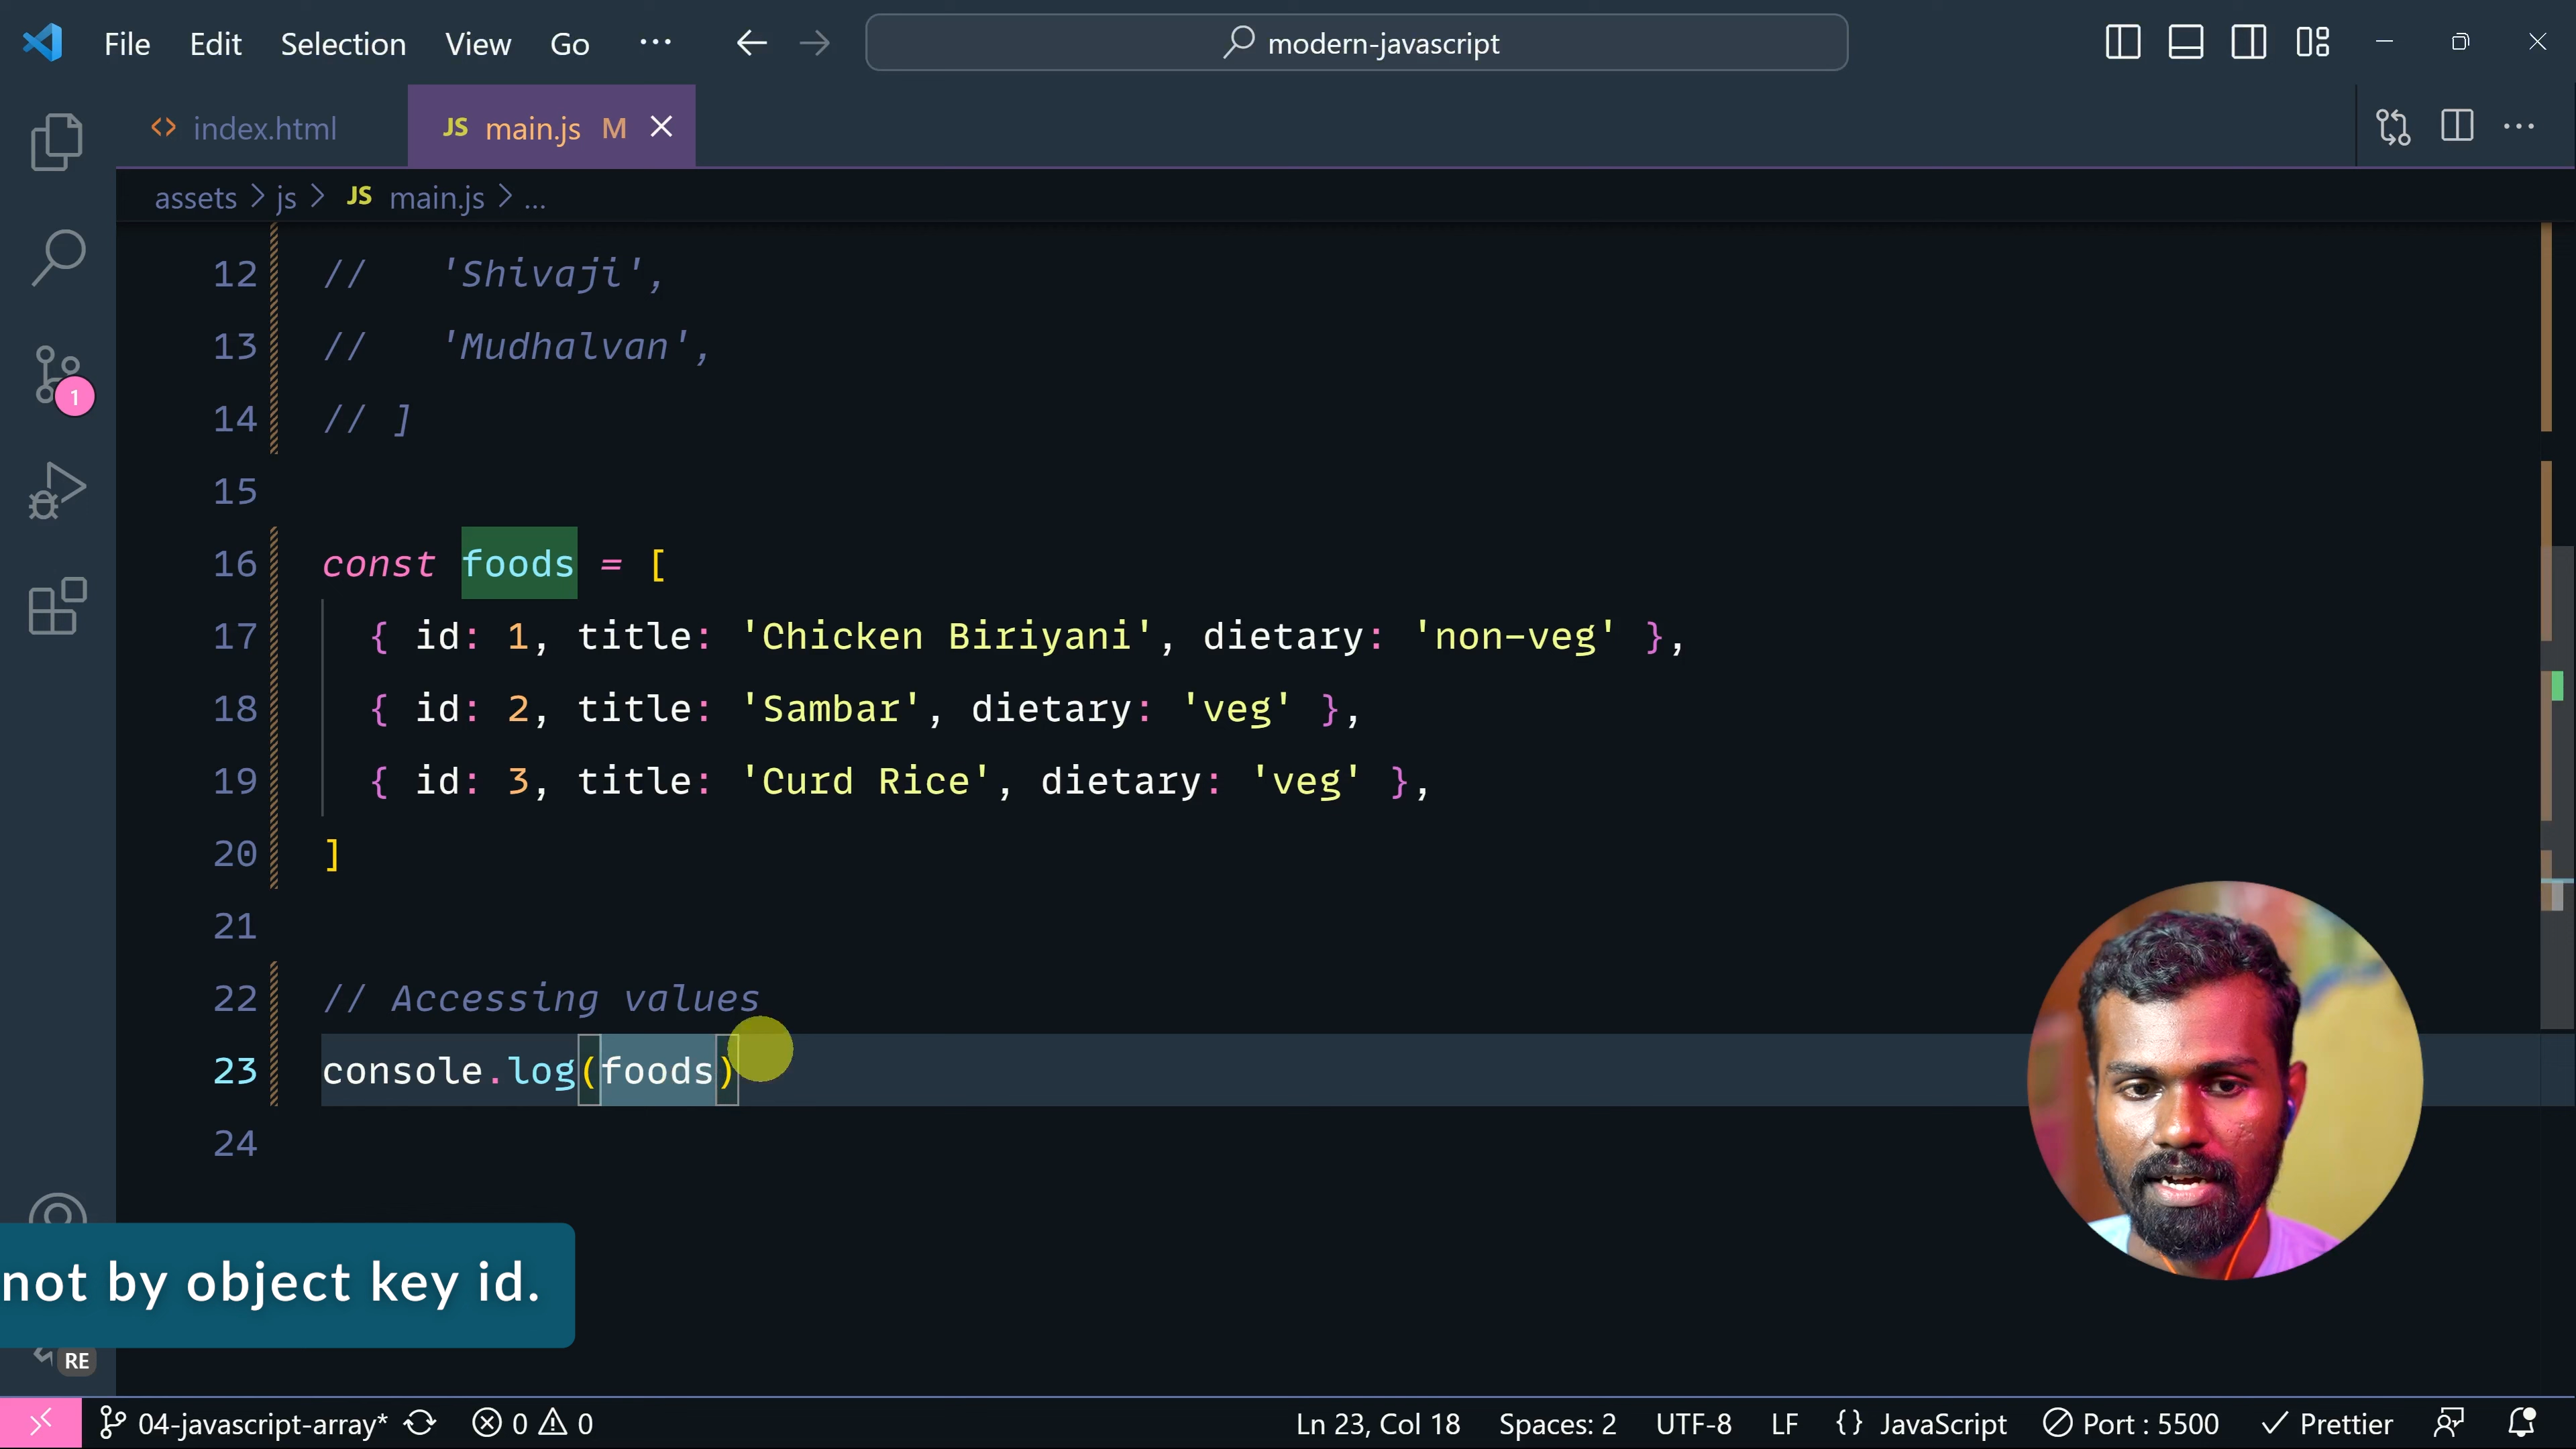 File Edit Selection View Go ... modern-javascript
<> index.html JS main.js M
assets > js > JS main.js > ...
12 // 'Shivaji',
13 // 'Mudhalvan',
14 // ]
15
16 const foods = [
17 { id: 1, title: 'Chicken Biriyani', dietary: 'non-veg' },
18 { id: 2, title: 'Sambar', dietary: 'veg' },
19 { id: 3, title: 'Curd Rice', dietary: 'veg' },
20 ]
21
22 // Accessing values
23 console.log(foods)
24
1
not by object key id.
RE
04-javascript-array* 0 0 Ln 23, Col 18 Spaces: 2 UTF-8 LF {} JavaScript Port : 5500 Prettier